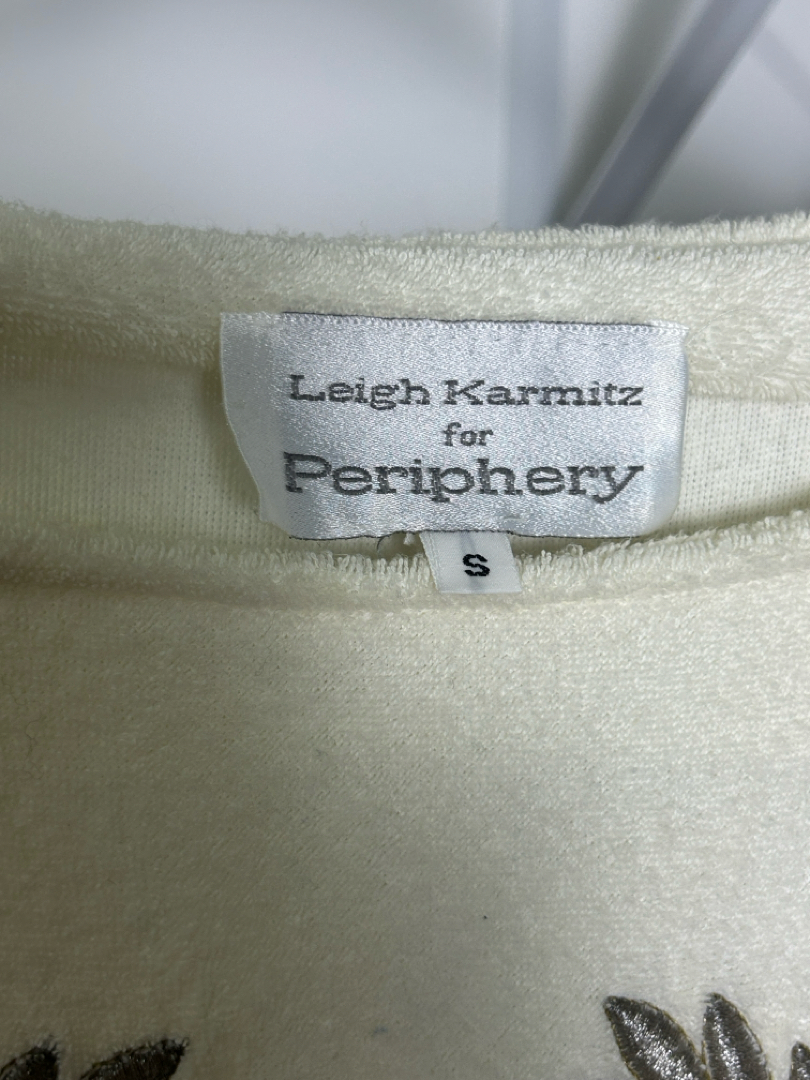 Leigh Karmitz
for
Periphery
S